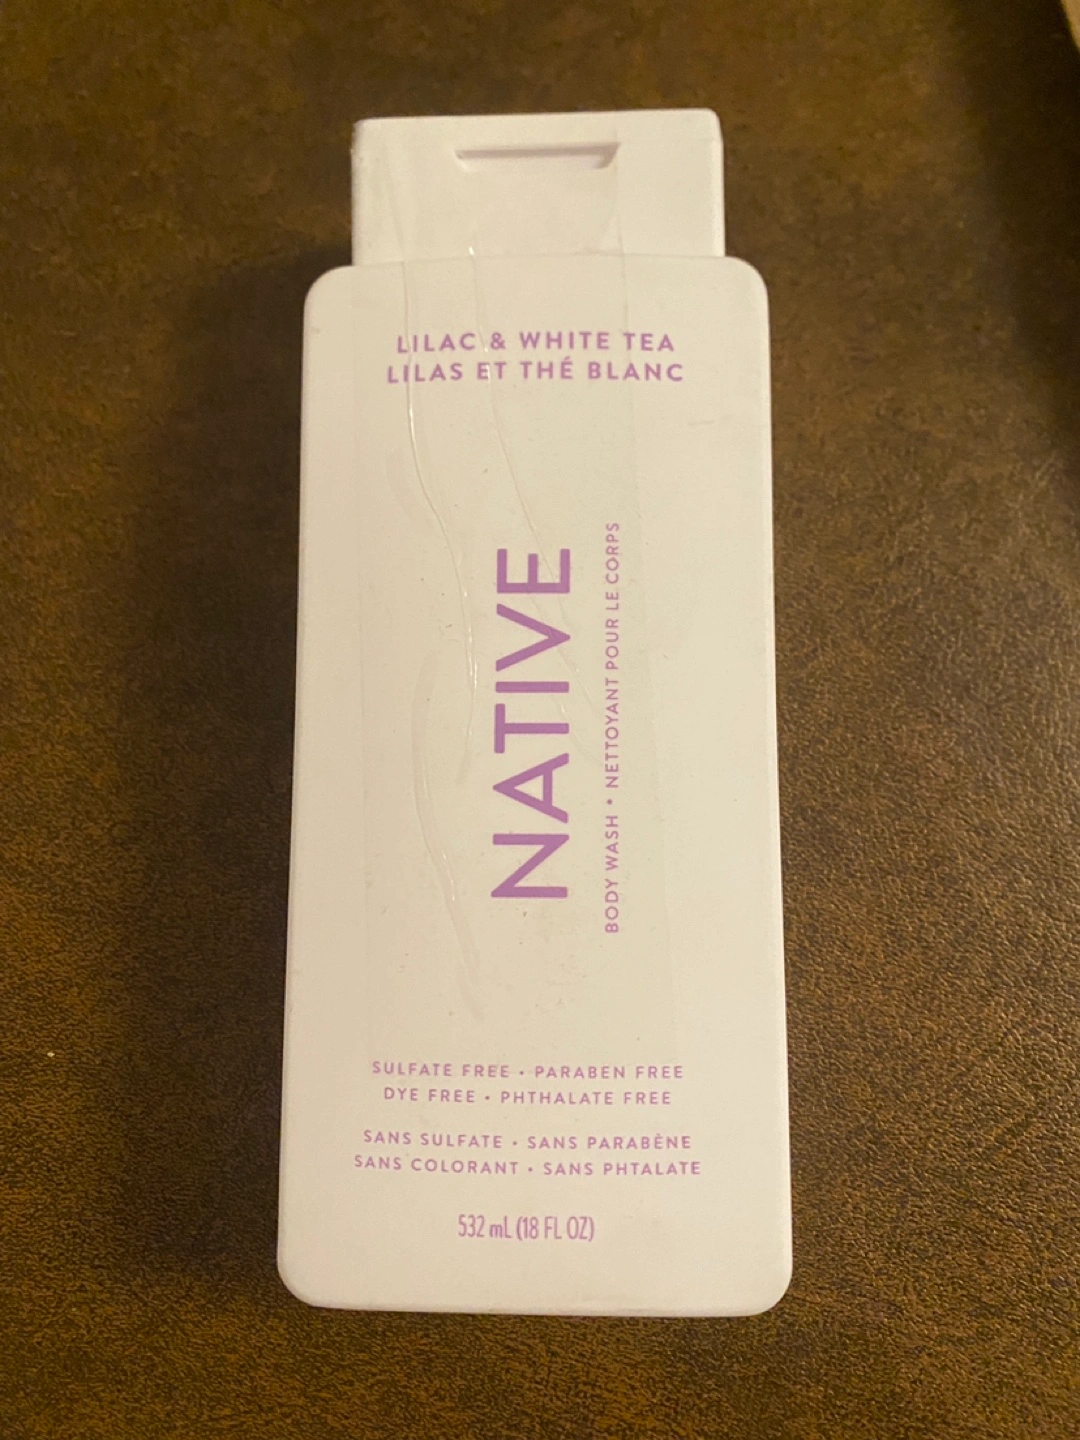 LILAC & WHITE TEA
LILAS ET THÉ BLANC
NATIVE
BODY WASH • NETTOYANT POUR LE CORPS
SULFATE FREE • PARABEN FREE
DYE FREE • PHTHALATE FREE
SANS SULFATE • SANS PARABÈNE
SANS COLORANT • SANS PHTALATE
532 mL (18 FL OZ)